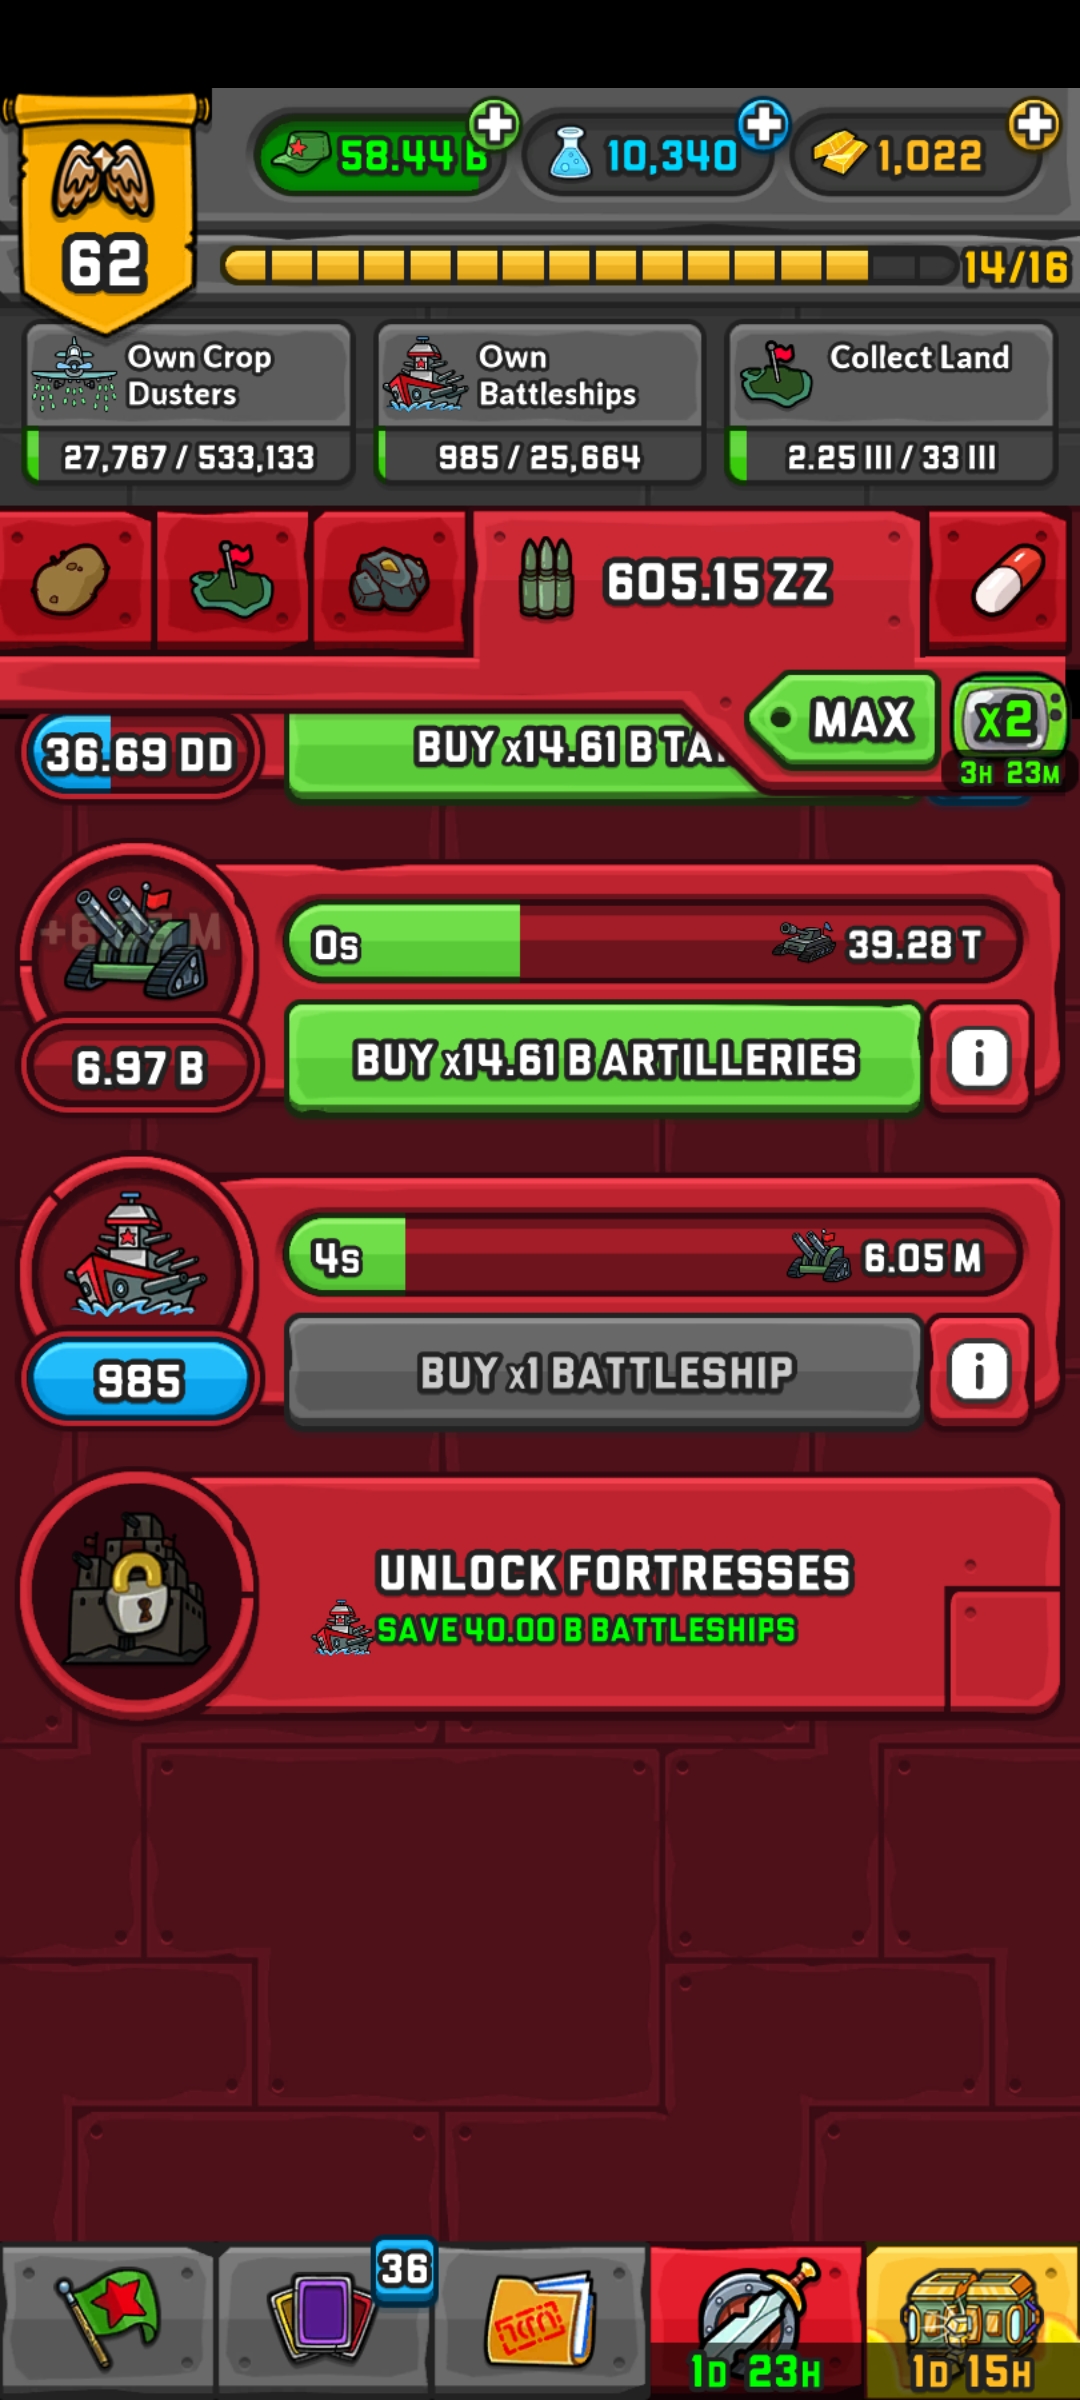 58.44 B
10,340
1,022
62
14/16
Own Crop Dusters
27,767 / 533,133
Own Battleships
985 / 25,664
Collect Land
2.25 III / 33 III
605.15 ZZ
MAX
x2
3H 23M
36.69 DD
BUY x14.61 B
0s
39.28 T
6.97 B
BUY x14.61 B ARTILLERIES
i
4s
6.05 M
985
BUY x1 BATTLESHIP
i
UNLOCK FORTRESSES
SAVE 40.00 B BATTLESHIPS
36
1D 23H
1D 15H